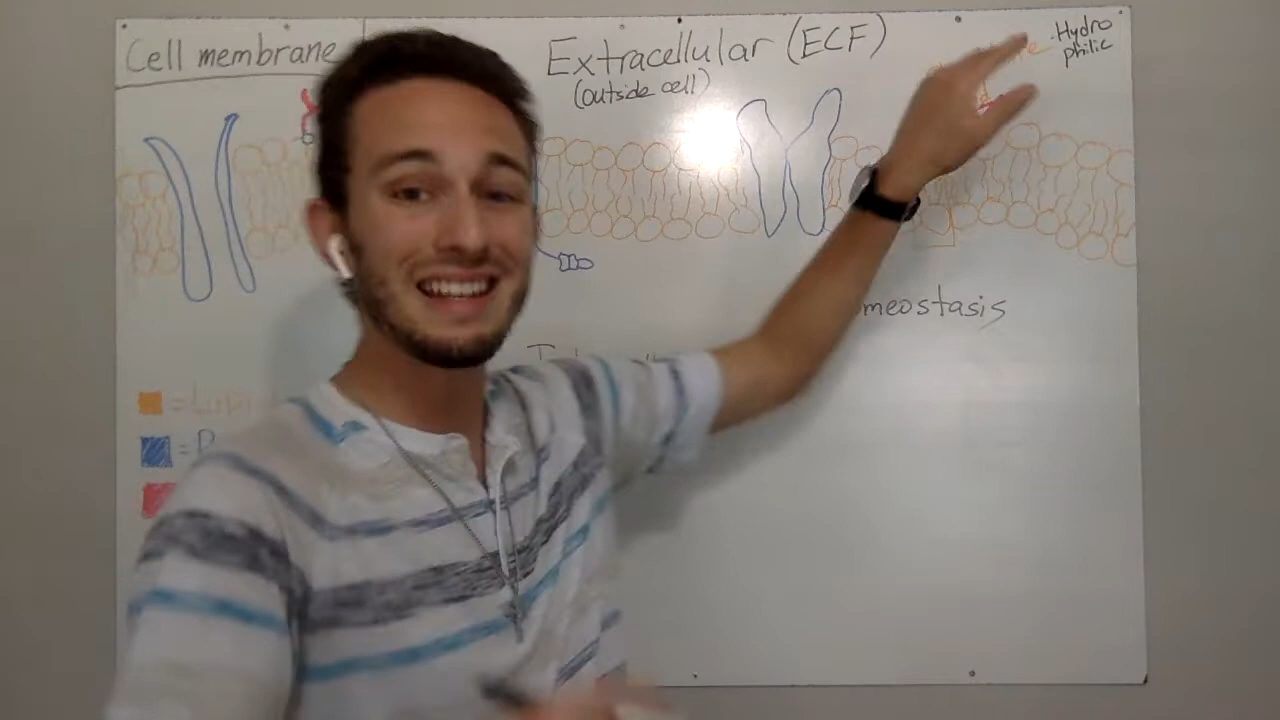 Cell membrane
Extracellular (ECF)
(outside cell)
Hydro
philic
meostasis